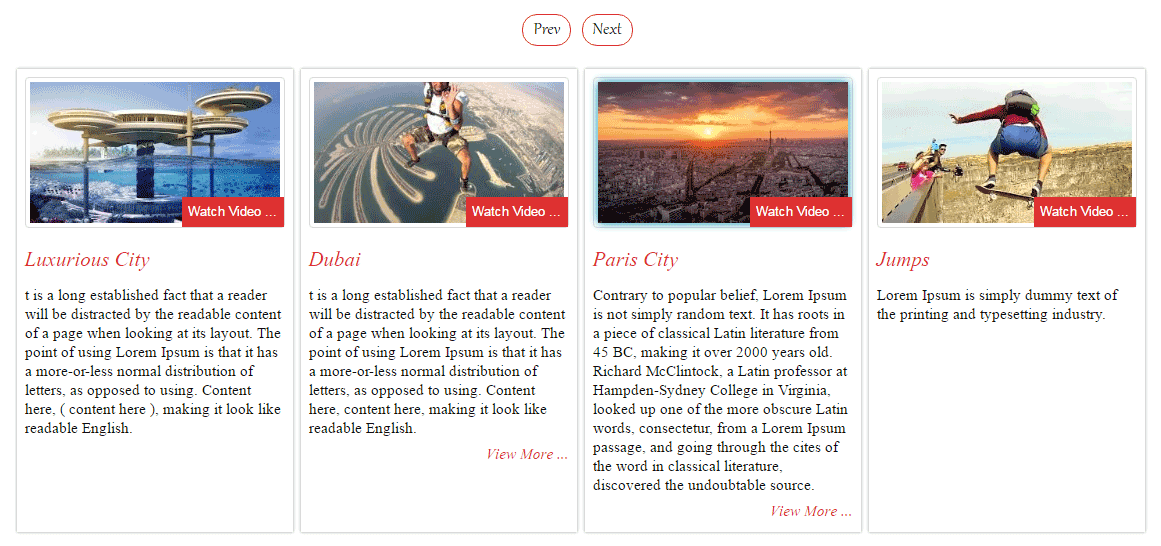 Prev
Next
Watch Video ...
Watch Video ...
Watch Video ...
Watch Video ...
Luxurious City
t is a long established fact that a reader
will be distracted by the readable content
of a page when looking at its layout. The
point of using Lorem Ipsum is that it has
a more-or-less normal distribution of
letters, as opposed to using. Content
here, ( content here ), making it look like
readable English.
Dubai
t is a long established fact that a reader
will be distracted by the readable content
of a page when looking at its layout. The
point of using Lorem Ipsum is that it has
a more-or-less normal distribution of
letters, as opposed to using. Content
here, content here, making it look like
readable English.
View More ...
Paris City
Contrary to popular belief, Lorem Ipsum
is not simply random text. It has roots in
a piece of classical Latin literature from
45 BC, making it over 2000 years old.
Richard McClintock, a Latin professor at
Hampden-Sydney College in Virginia,
looked up one of the more obscure Latin
words, consectetur, from a Lorem Ipsum
passage, and going through the cites of
the word in classical literature,
discovered the undoubtable source.
View More ...
Jumps
Lorem Ipsum is simply dummy text of
the printing and typesetting industry.